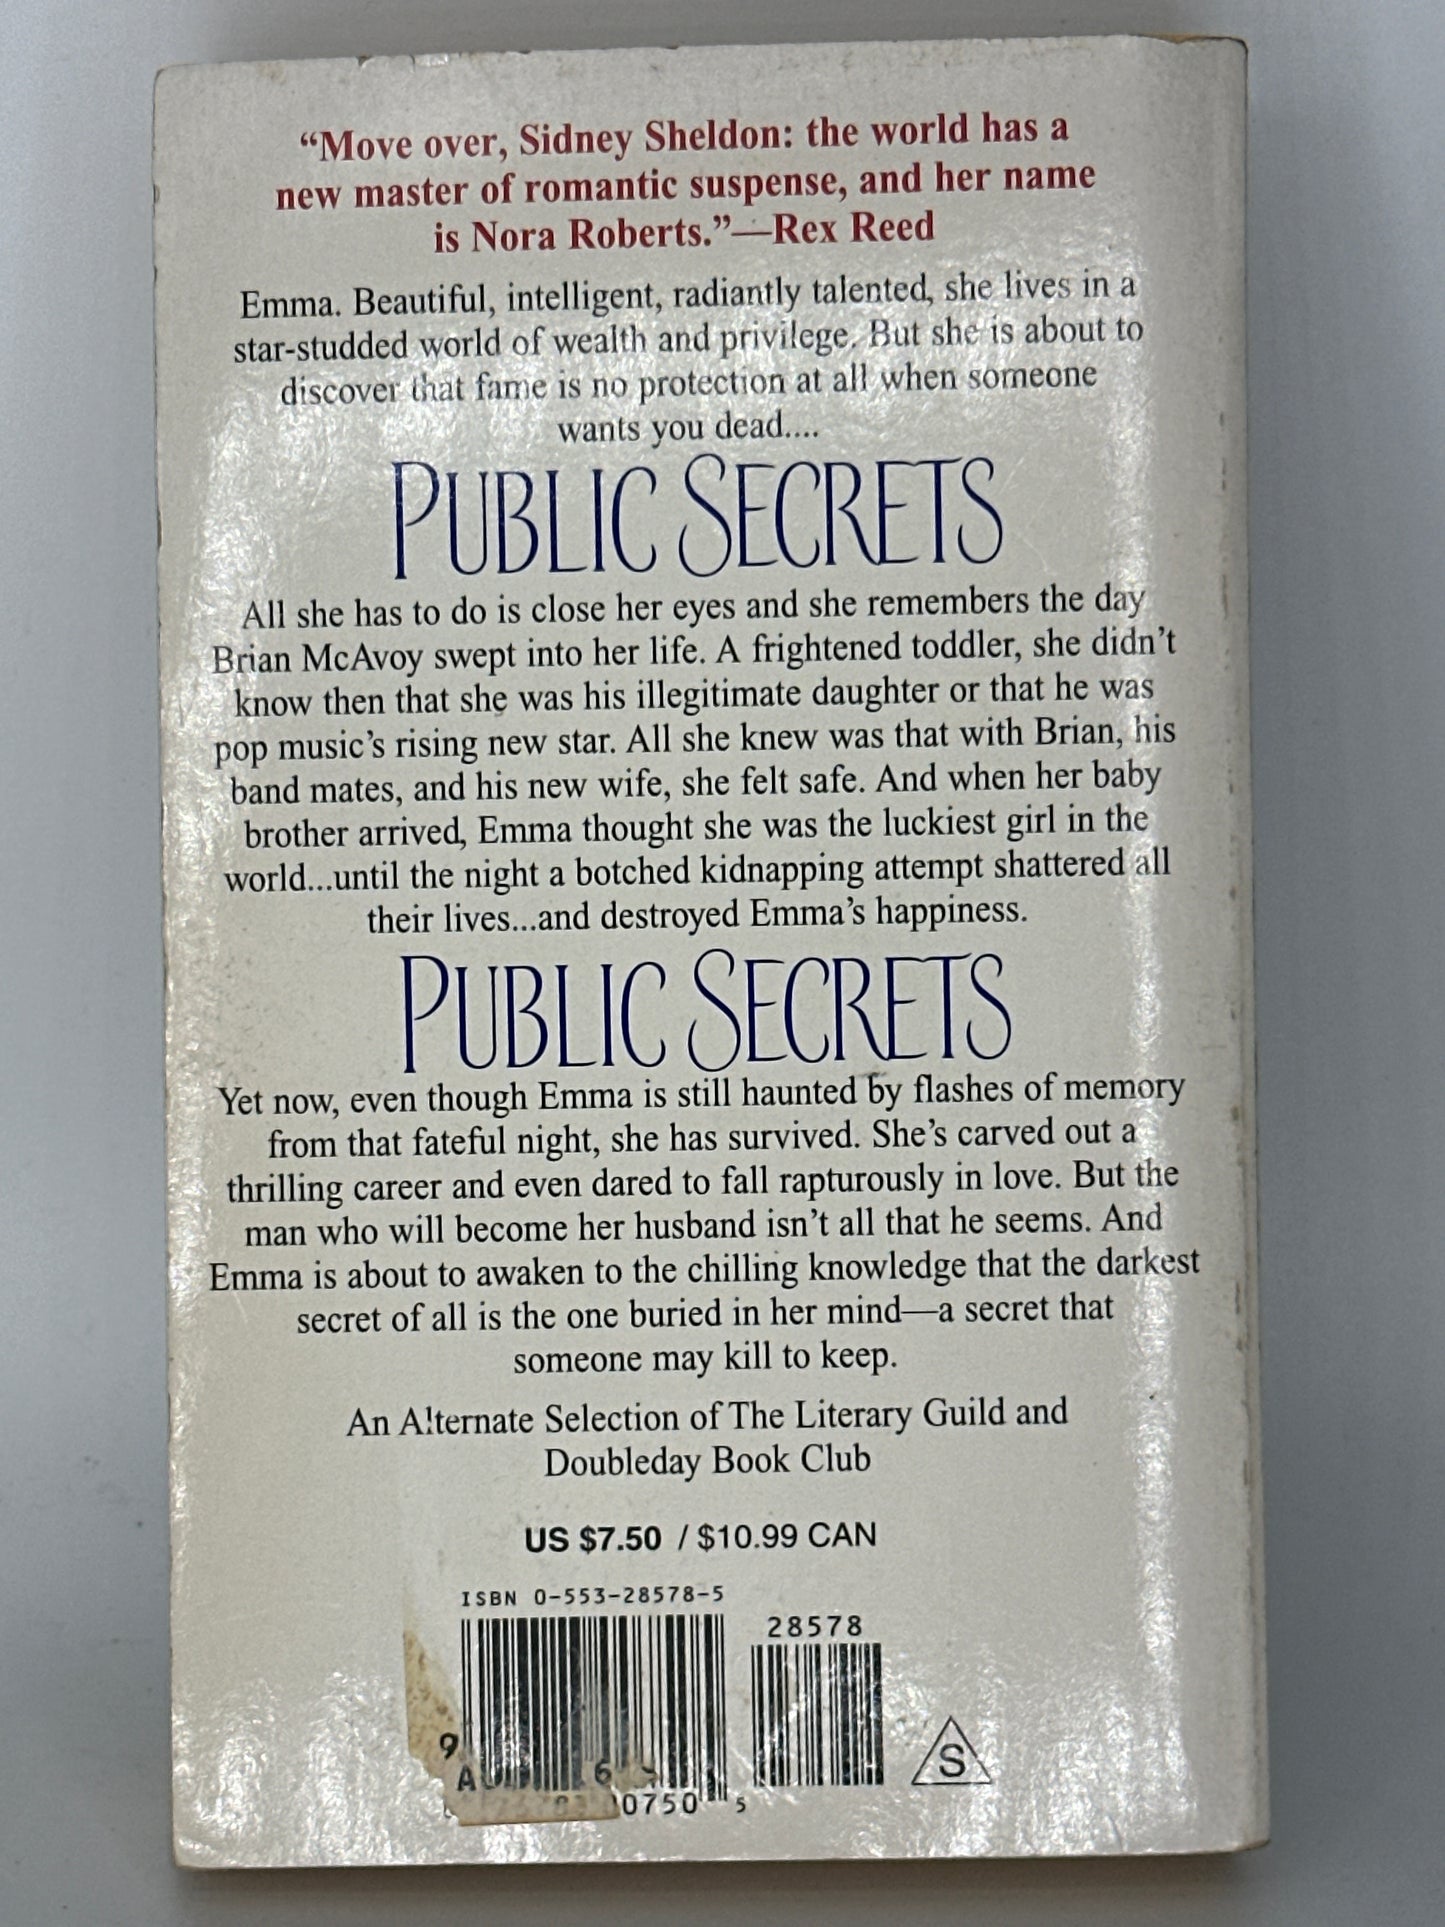 “Move over, Sidney Sheldon: the world has a
new master of romantic suspense, and her name
is Nora Roberts.”—Rex Reed
Emma. Beautiful, intelligent, radiantly talented, she lives in a
star-studded world of wealth and privilege. But she is about to
discover that fame is no protection at all when someone
wants you dead....
PUBLIC SECRETS
All she has to do is close her eyes and she remembers the day
Brian McAvoy swept into her life. A frightened toddler, she didn’t
know then that she was his illegitimate daughter or that he was
pop music’s rising new star. All she knew was that with Brian, his
band mates, and his new wife, she felt safe. And when her baby
brother arrived, Emma thought she was the luckiest girl in the
world...until the night a botched kidnapping attempt shattered all
their lives...and destroyed Emma’s happiness.
PUBLIC SECRETS
Yet now, even though Emma is still haunted by flashes of memory
from that fateful night, she has survived. She’s carved out a
thrilling career and even dared to fall rapturously in love. But the
man who will become her husband isn’t all that he seems. And
Emma is about to awaken to the chilling knowledge that the darkest
secret of all is the one buried in her mind—a secret that
someone may kill to keep.
An Alternate Selection of The Literary Guild and
Doubleday Book Club
US $7.50 / $10.99 CAN
ISBN 0-553-28578-5
28578
9
S
0750 5